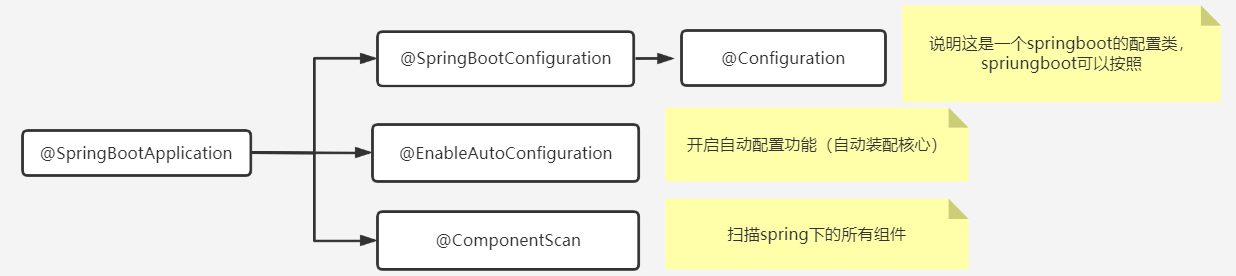 @SpringBootConfiguration
@Configuration
说明这是一个springboot的配置类，
spriungboot可以按照
@SpringBootApplication
@EnableAutoConfiguration
开启自动配置功能（自动装配核心）
@ComponentScan
扫描spring下的所有组件